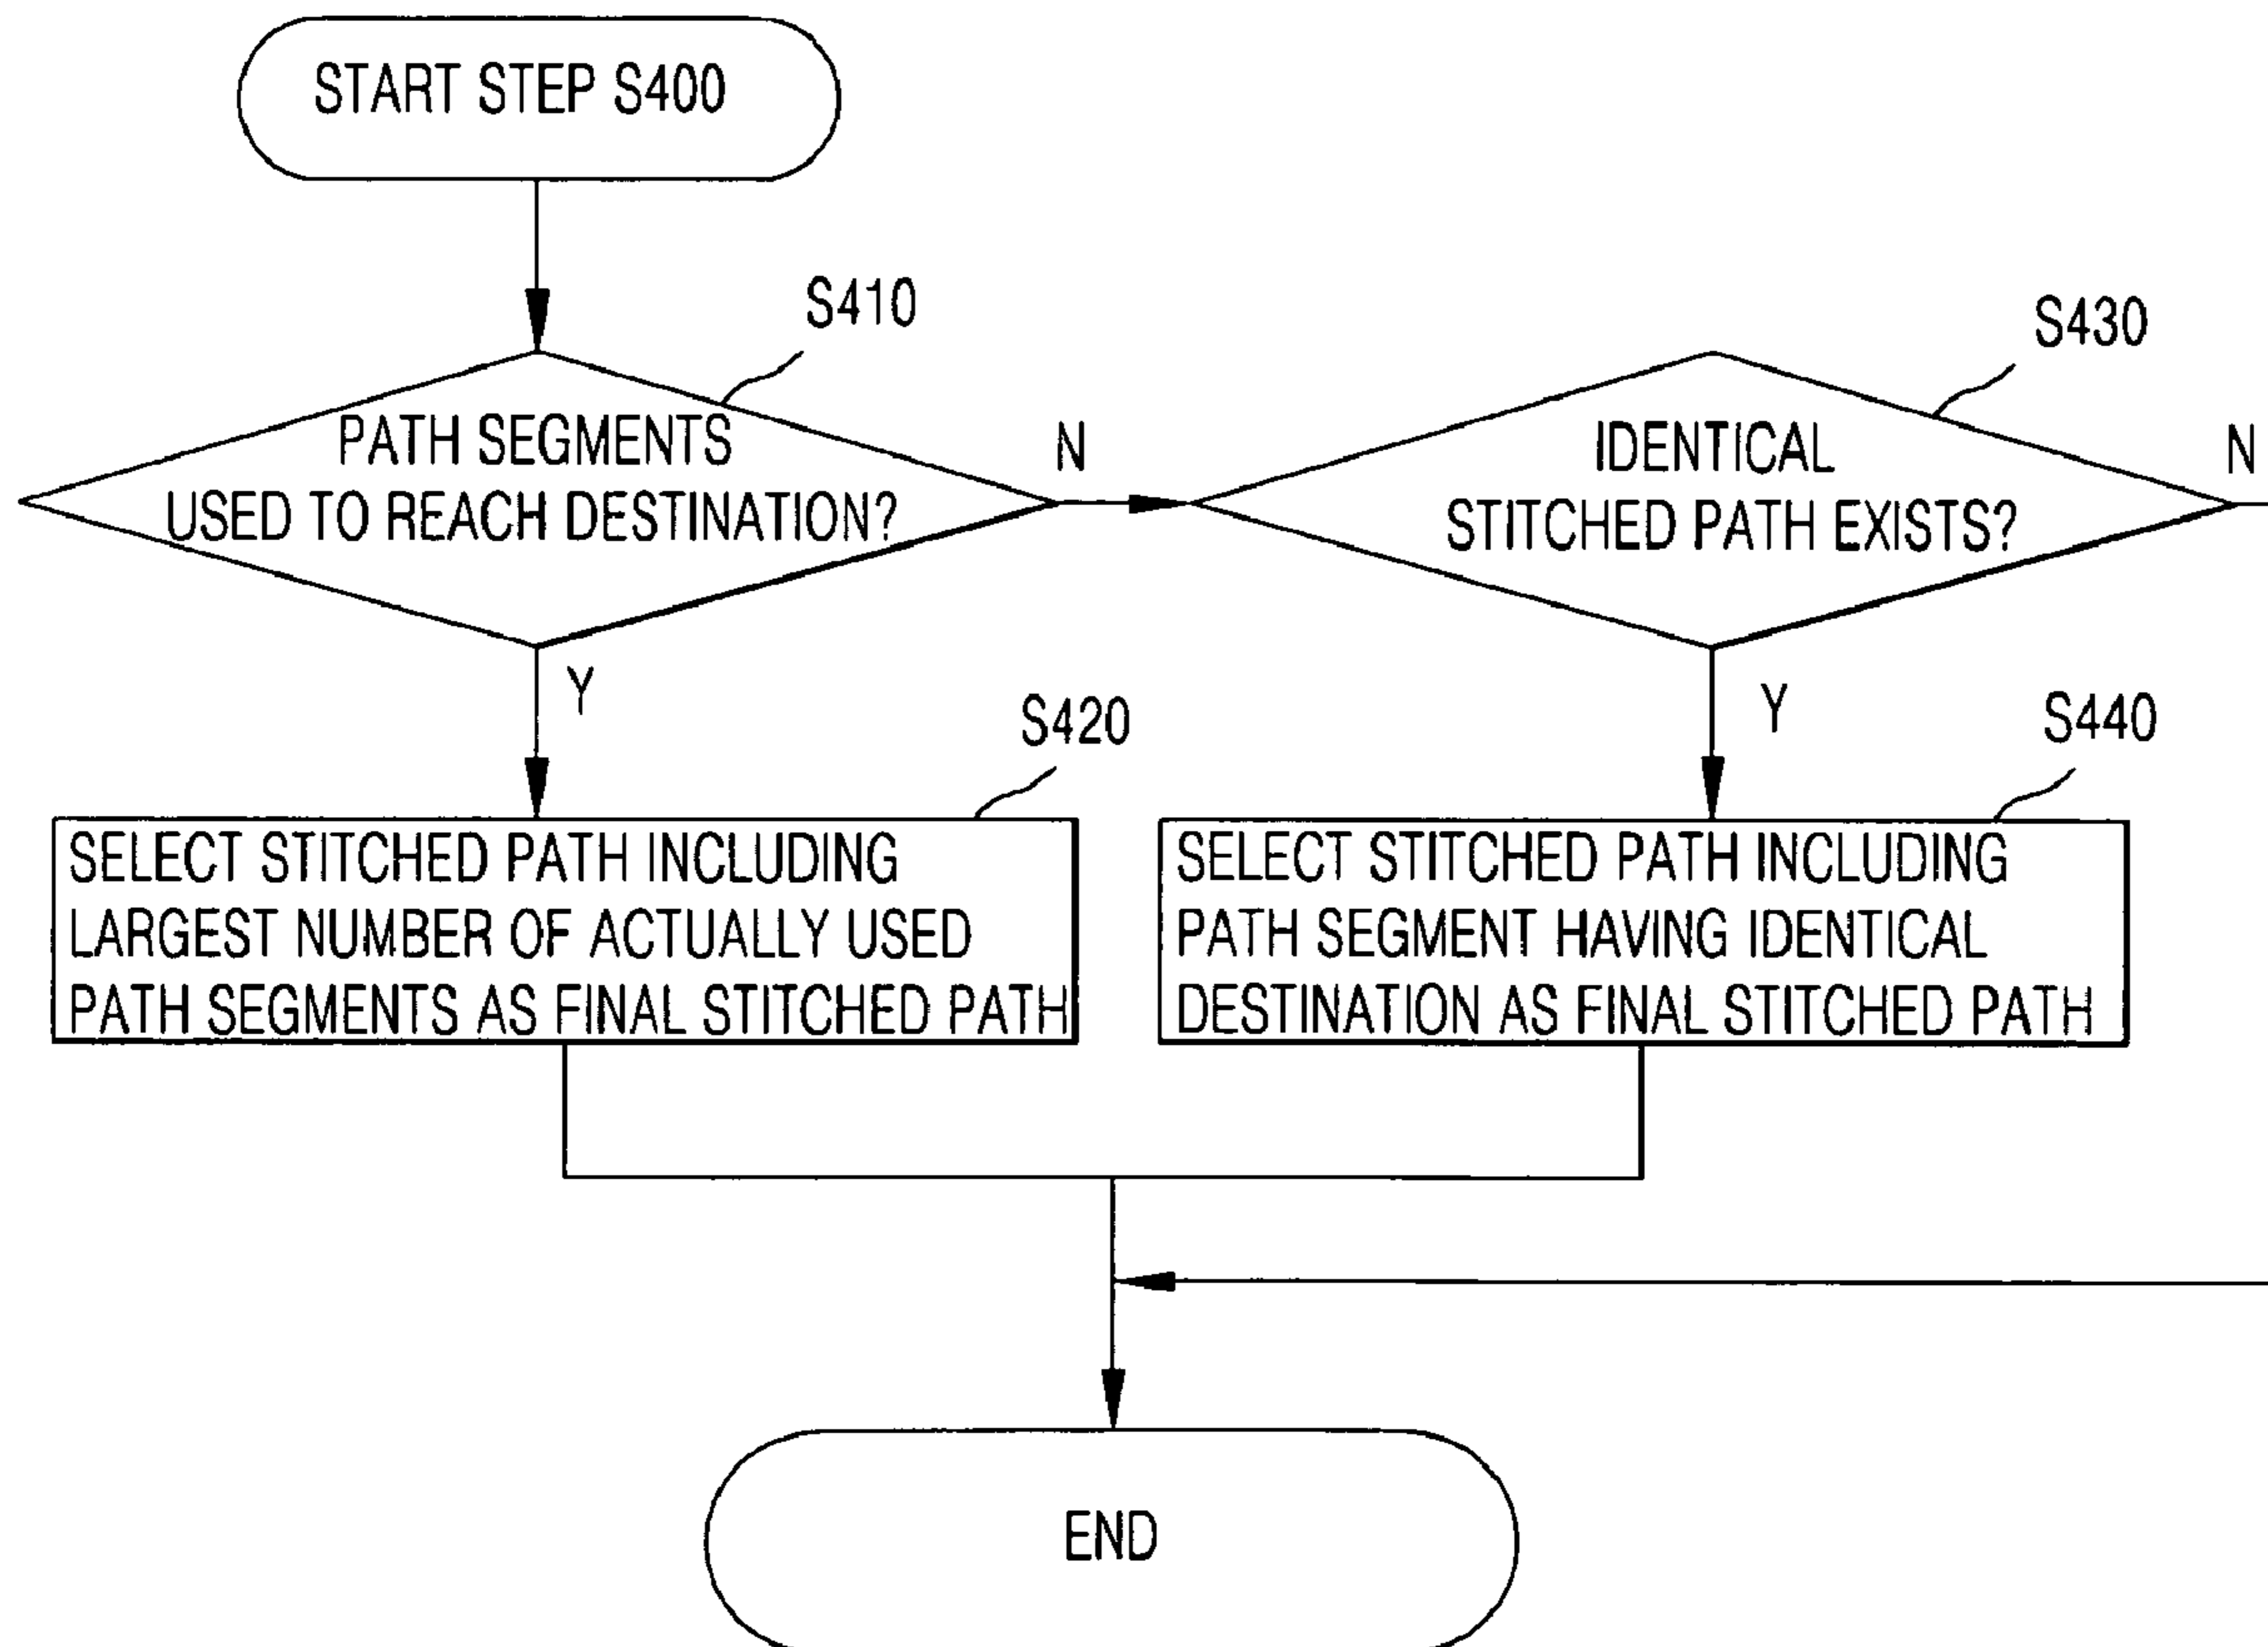 START STEP S400
S410
PATH SEGMENTS
USED TO REACH DESTINATION?
N
S430
IDENTICAL
STITCHED PATH EXISTS?
N
Y
S420
SELECT STITCHED PATH INCLUDING
LARGEST NUMBER OF ACTUALLY USED
PATH SEGMENTS AS FINAL STITCHED PATH
Y
S440
SELECT STITCHED PATH INCLUDING
PATH SEGMENT HAVING IDENTICAL
DESTINATION AS FINAL STITCHED PATH
END